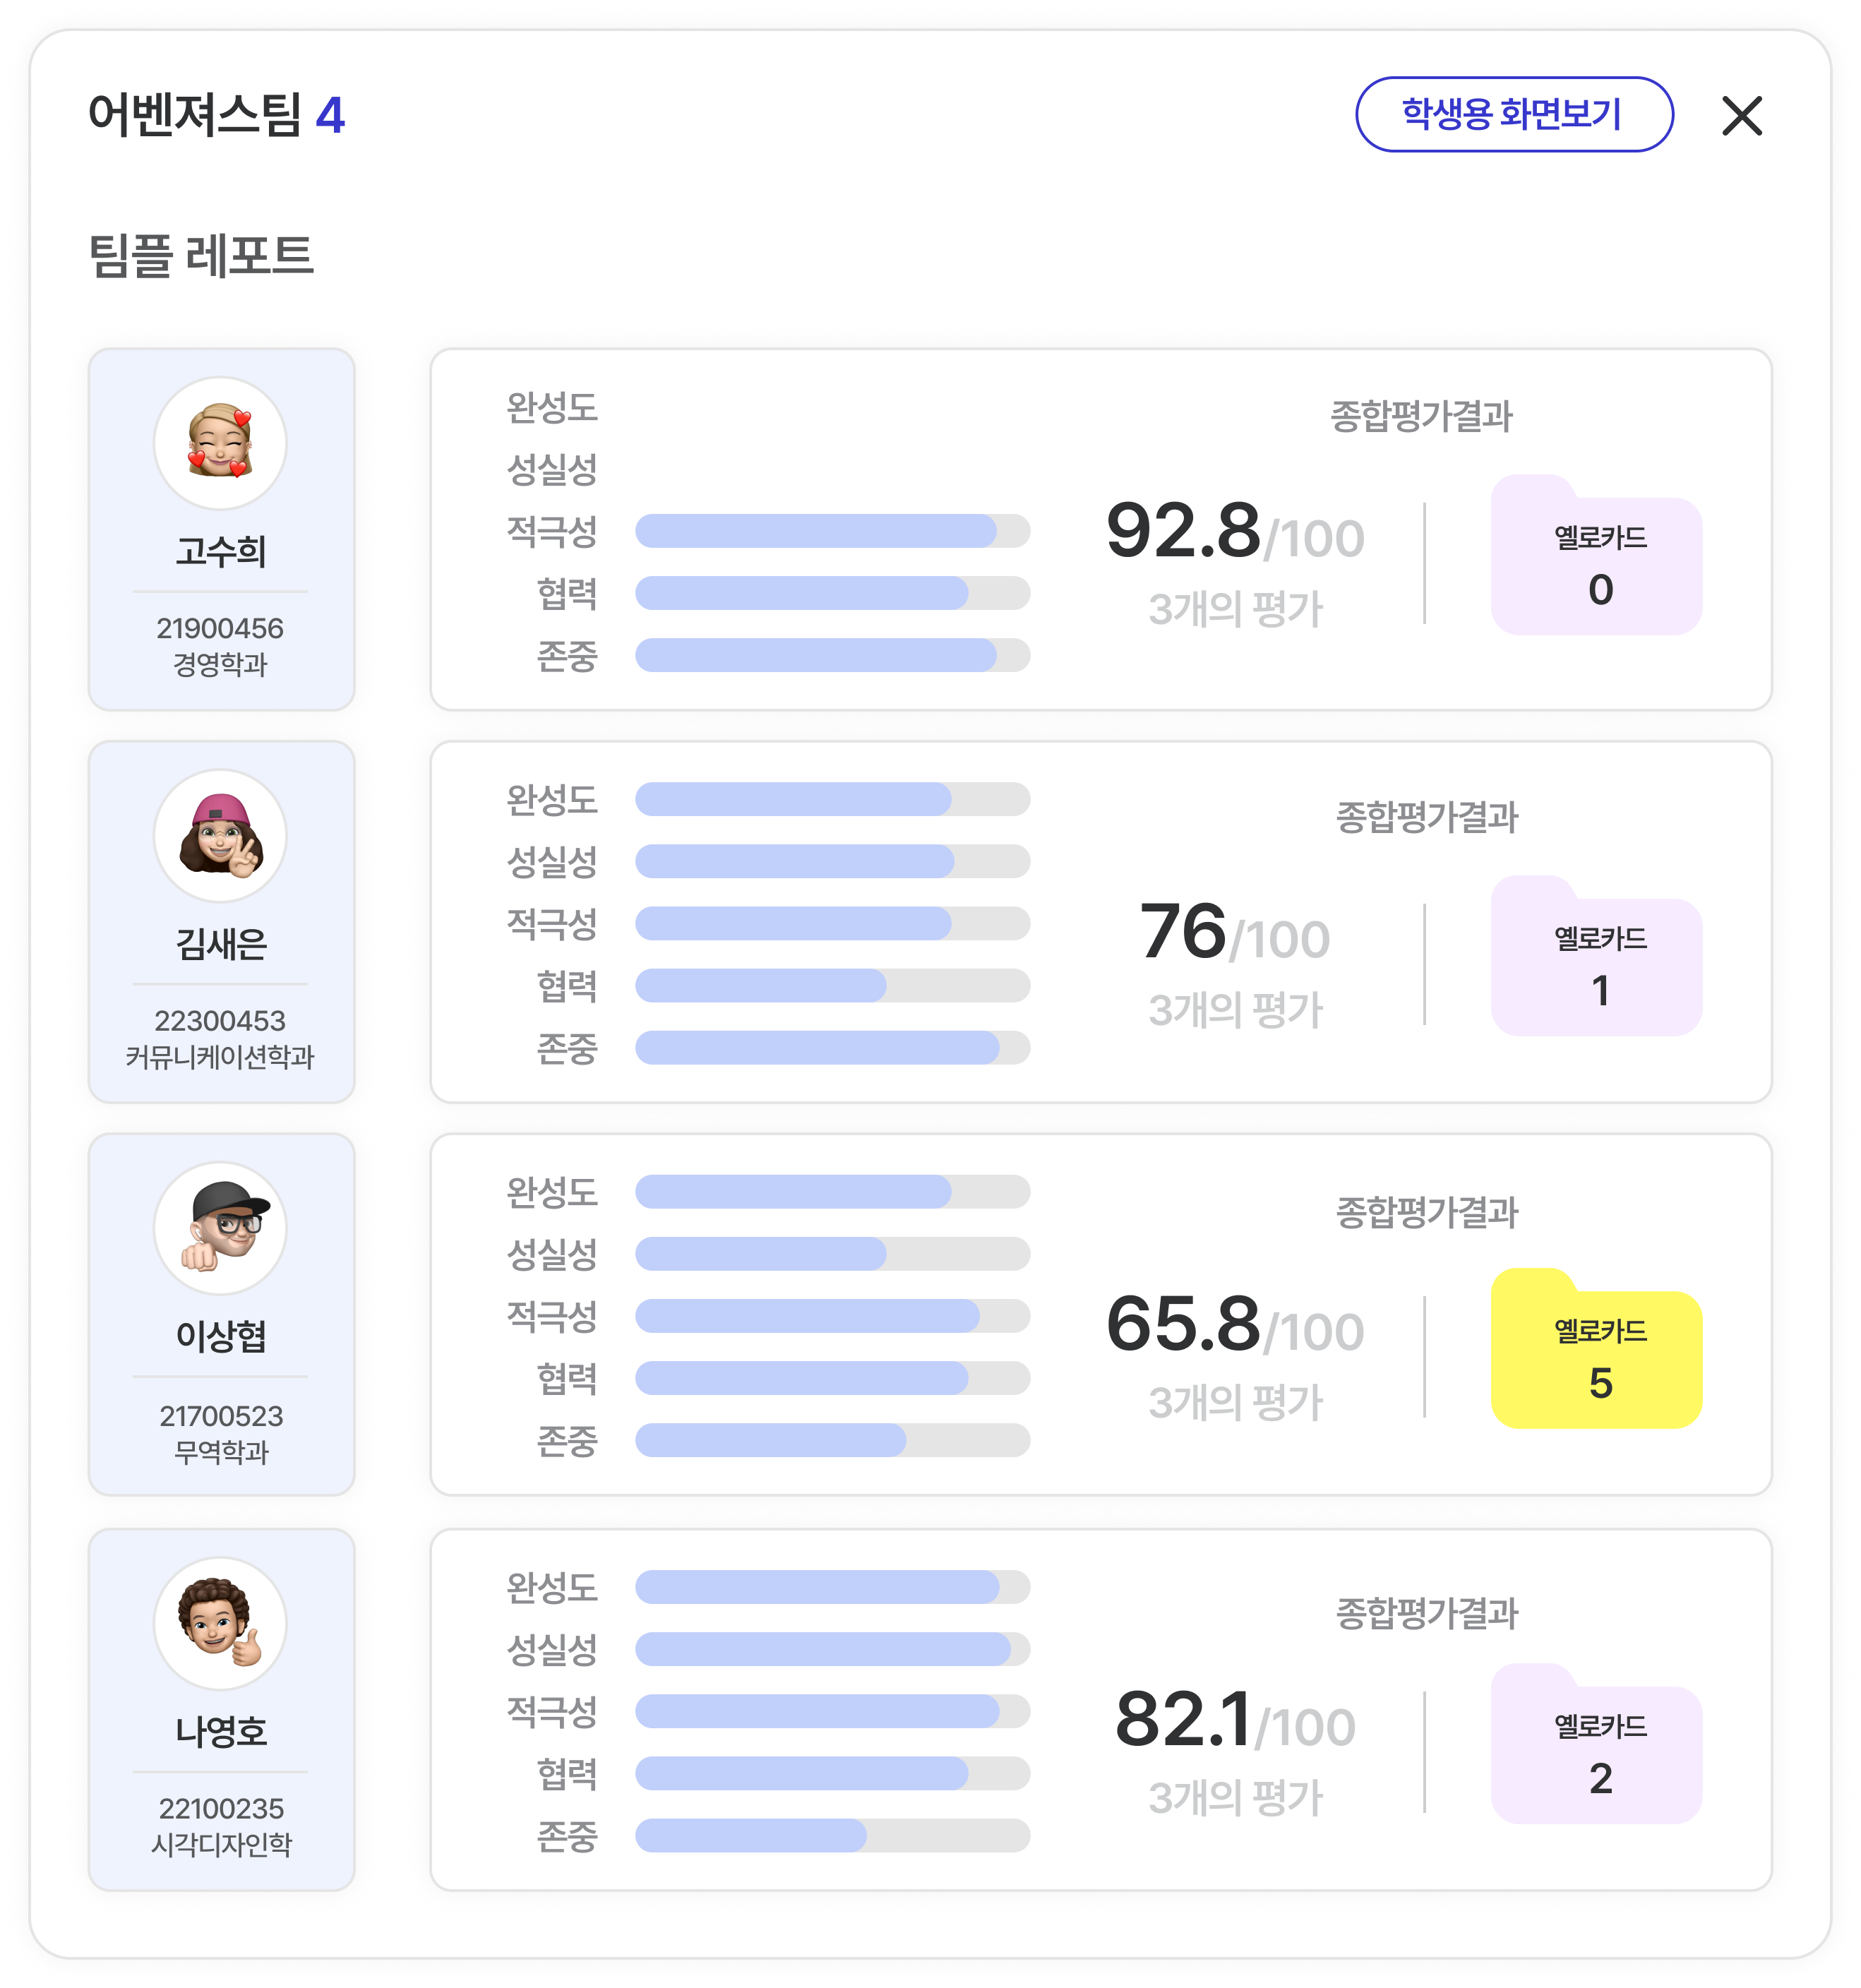 어벤져스팀 4
학생용 화면보기
팀플 레포트
고수희
21900456
경영학과
완성도
성실성
적극성
협력
존중
종합평가결과
92.8/100
3개의 평가
옐로카드
0
김새은
22300453
커뮤니케이션학과
완성도
성실성
적극성
협력
존중
종합평가결과
76/100
3개의 평가
옐로카드
1
이상협
21700523
무역학과
완성도
성실성
적극성
협력
존중
종합평가결과
65.8/100
3개의 평가
옐로카드
5
나영호
22100235
시각디자인학
완성도
성실성
적극성
협력
존중
종합평가결과
82.1/100
3개의 평가
옐로카드
2